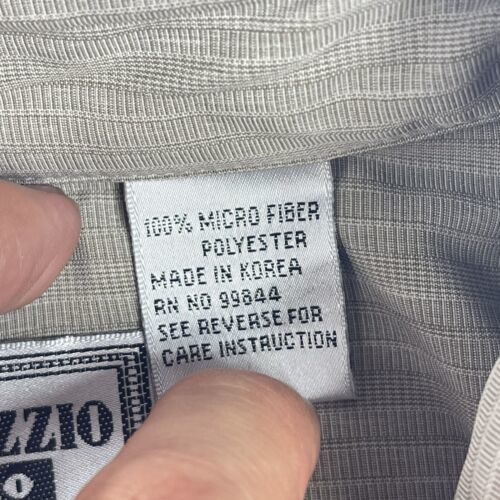 100% MICRO FIBER
POLYESTER
MADE IN KOREA
RN NO 99844
SEE REVERSE FOR
CARE INSTRUCTION
ZZIO